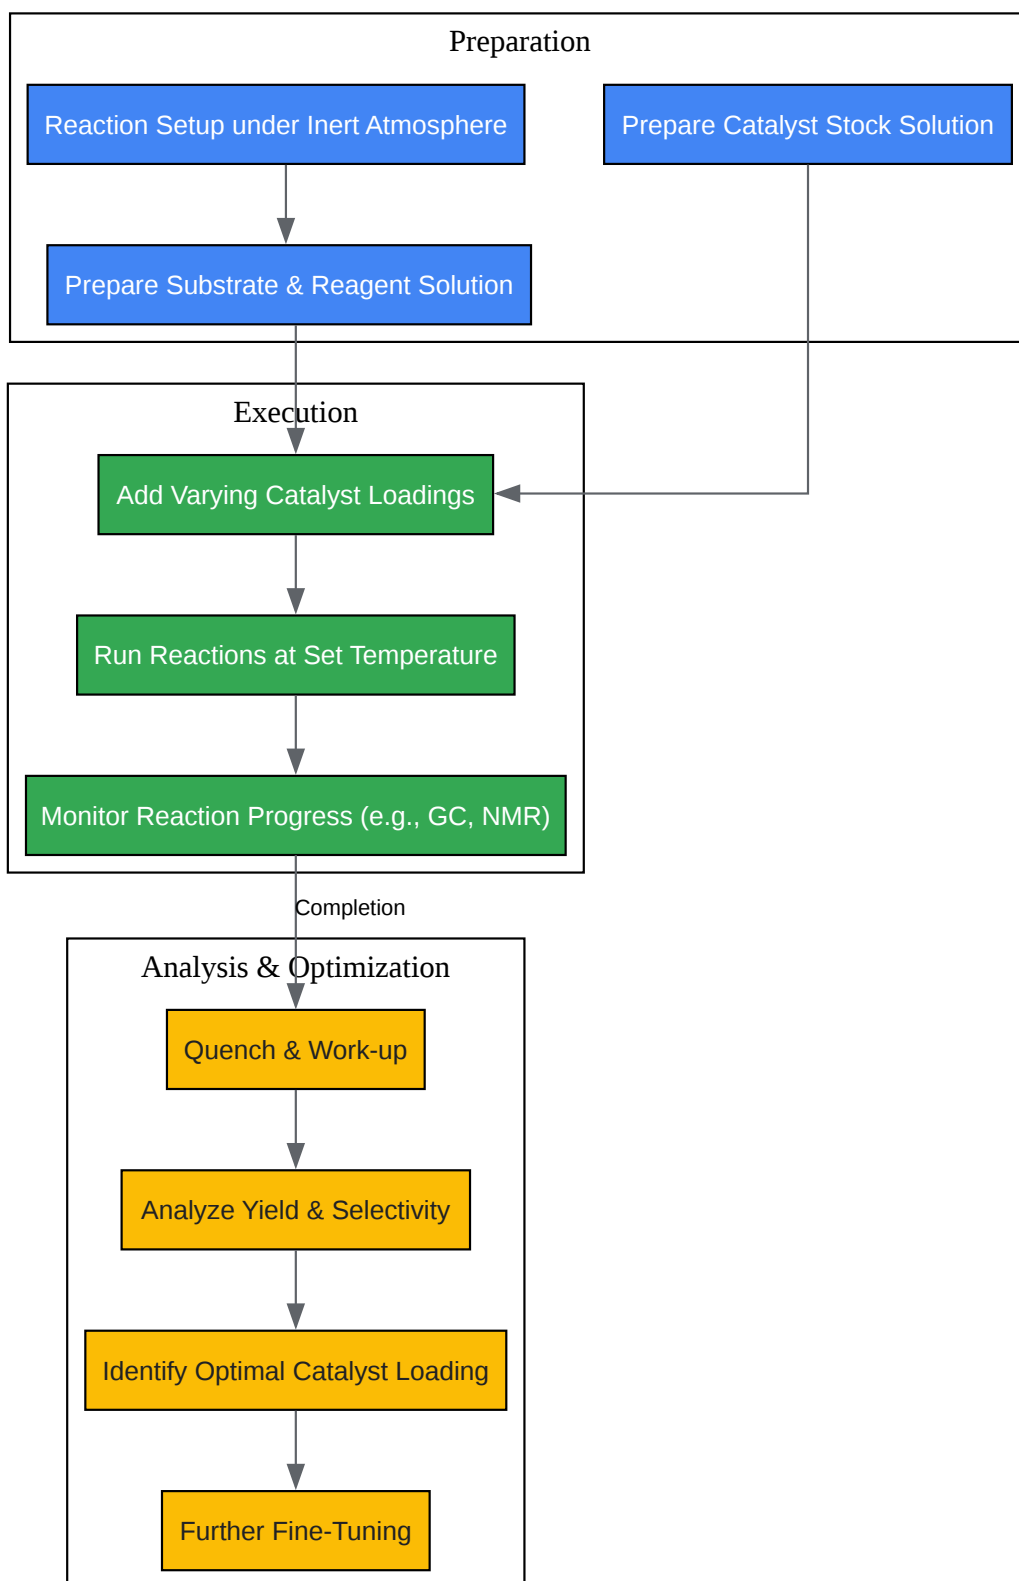 Preparation
Reaction Setup under Inert Atmosphere
Prepare Catalyst Stock Solution
Prepare Substrate & Reagent Solution
Execution
Add Varying Catalyst Loadings
Run Reactions at Set Temperature
Monitor Reaction Progress (e.g., GC, NMR)
Completion
Analysis & Optimization
Quench & Work-up
Analyze Yield & Selectivity
Identify Optimal Catalyst Loading
Further Fine-Tuning